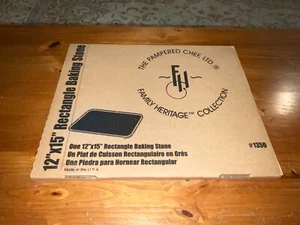 12"x15" Rectangle Baking Stone
THE PAMPERED CHEF, LTD.®
FH
FAMILY HERITAGE™ COLLECTION
One 12"x15" Rectangle Baking Stone
Un Plat de Cuisson Rectangulaire en Grès
Una Piedra para Hornear Rectangular
Made in the U.S.A.
#1350